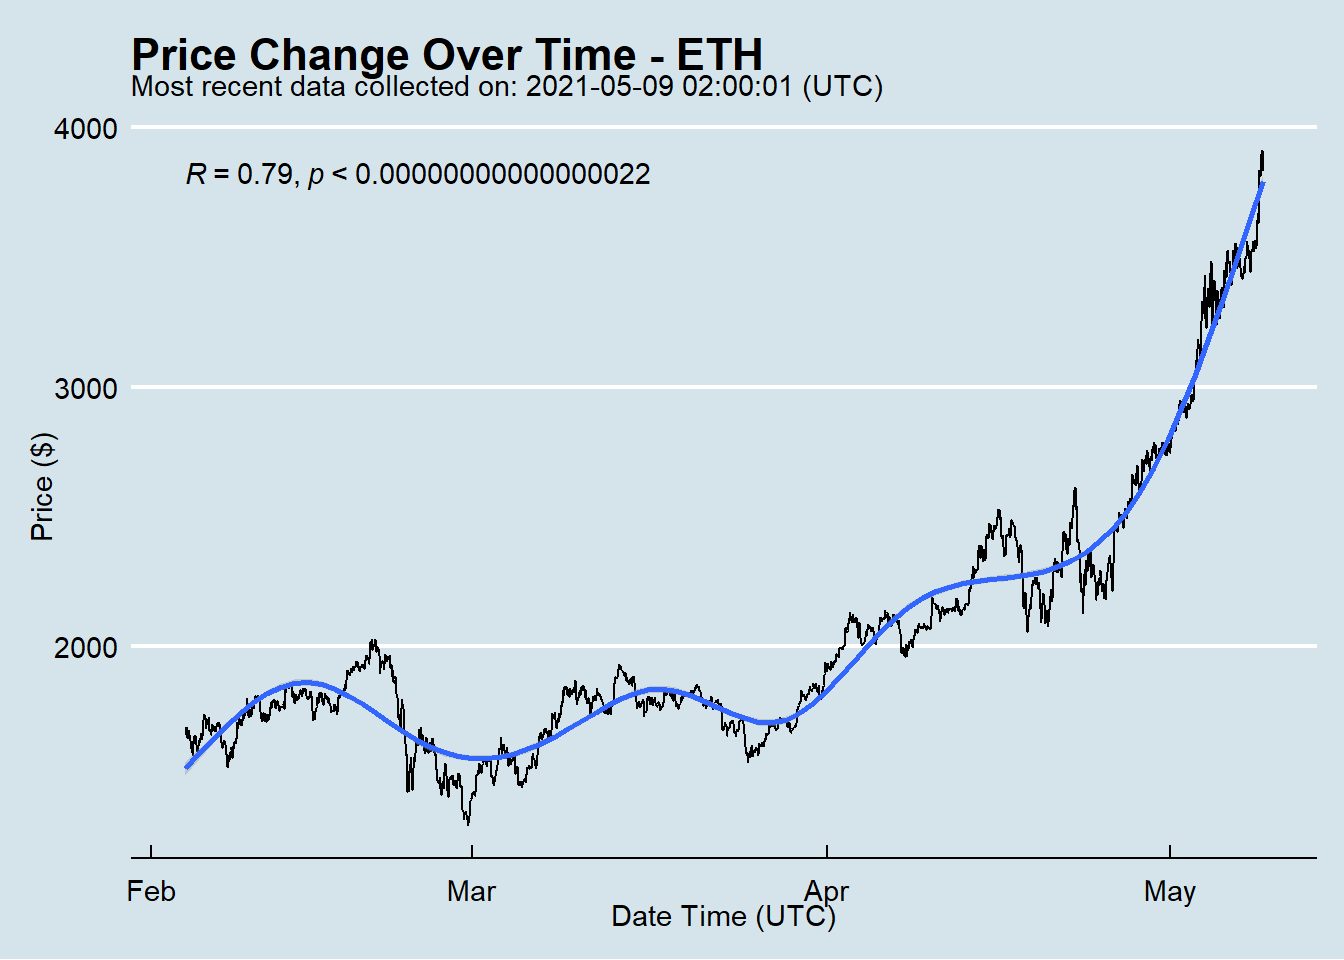 Price Change Over Time - ETH
Most recent data collected on: 2021-05-09 02:00:01 (UTC)
4000
R = 0.79, p < 0.00000000000000022
3000
Price ($)
2000
Feb Mar Apr May
Date Time (UTC)